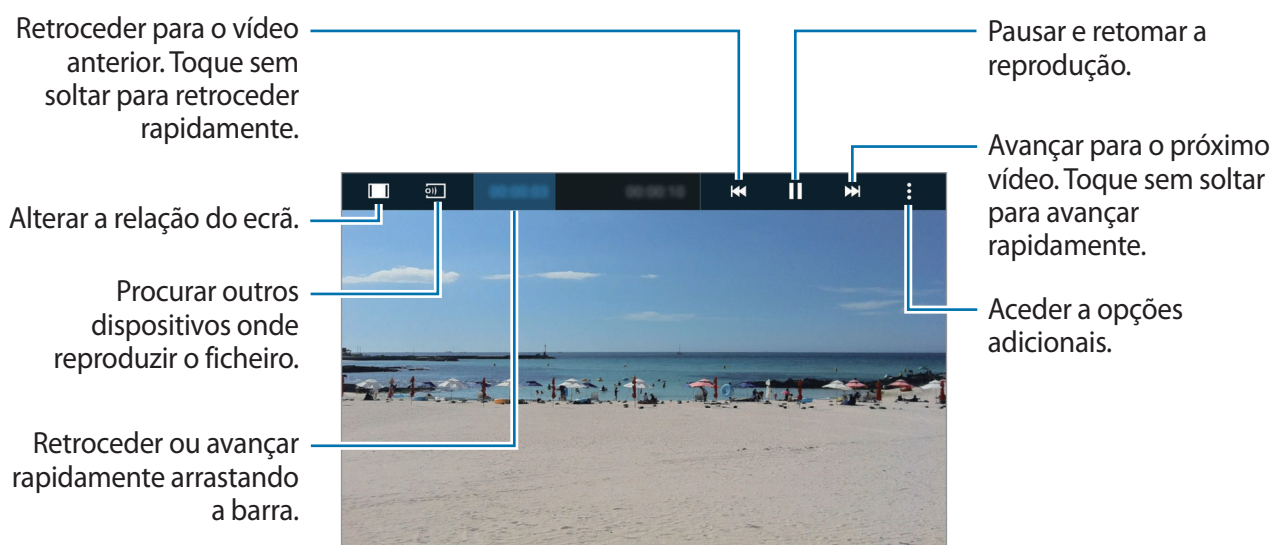 Retroceder para o vídeo
anterior. Toque sem
soltar para retroceder
rapidamente.
Alterar a relação do ecrã.
Procurar outros
dispositivos onde
reproduzir o ficheiro.
Retroceder ou avançar
rapidamente arrastando
a barra.
Pausar e retomar a
reprodução.
Avançar para o próximo
vídeo. Toque sem soltar
para avançar
rapidamente.
Aceder a opções
adicionais.